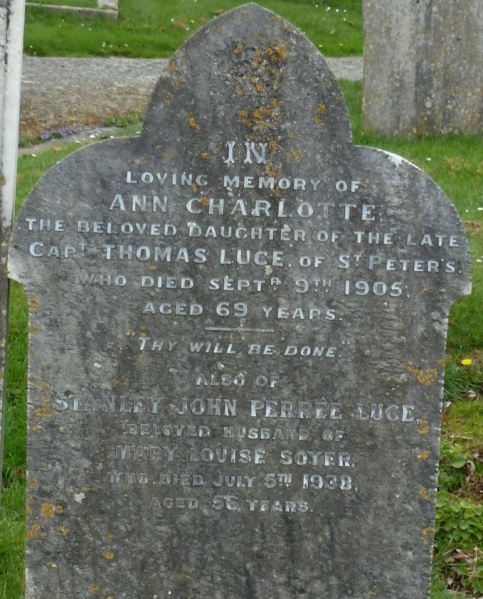 IN
LOVING MEMORY OF
ANN CHARLOTTE,
THE BELOVED DAUGHTER OF THE LATE
CAPT THOMAS LUCE, OF ST PETER'S,
WHO DIED SEPTR 9TH 1905,
AGED 69 YEARS.
"THY WILL BE DONE"
ALSO OF
STANLEY JOHN PERRÉE LUCE
BELOVED HUSBAND OF
MARY LOUISE SOYER,
WHO DIED JULY 5TH 1938,
AGED 56 YEARS.